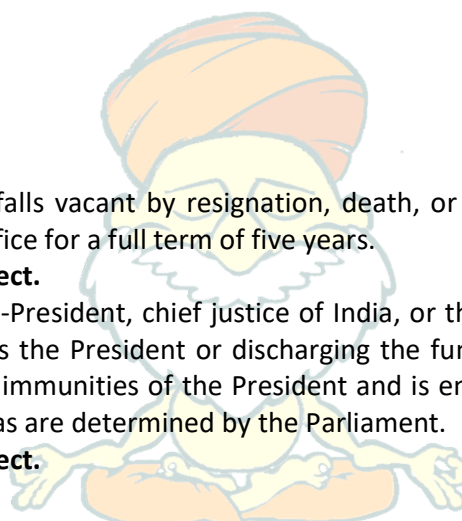 falls vacant by resignation, death, or
fice for a full term of five years.
ect.
-President, chief justice of India, or th
s the President or discharging the fun
immunities of the President and is en
as are determined by the Parliament.
ect.